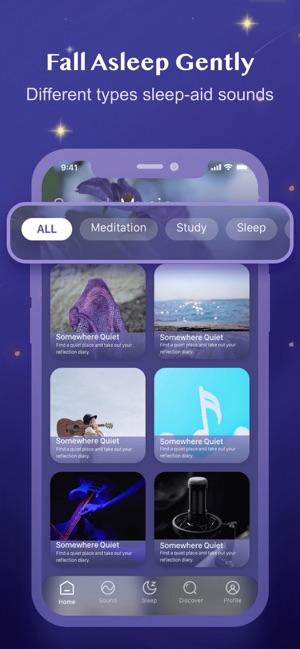 Fall Asleep Gently
Different types sleep-aid sounds
9:41
ALL
Meditation
Study
Sleep
Somewhere Quiet
Find a quiet place and take out your
reflection diary.
Somewhere Quiet
Find a quiet place and take out your
reflection diary.
Somewhere Quiet
Find a quiet place and take out your
reflection diary.
Somewhere Quiet
Find a quiet place and take out your
reflection diary.
Somewhere Quiet
Find a quiet place and take out your
reflection diary.
Somewhere Quiet
Find a quiet place and take out your
reflection diary.
Home
Sound
Sleep
Discover
Profile